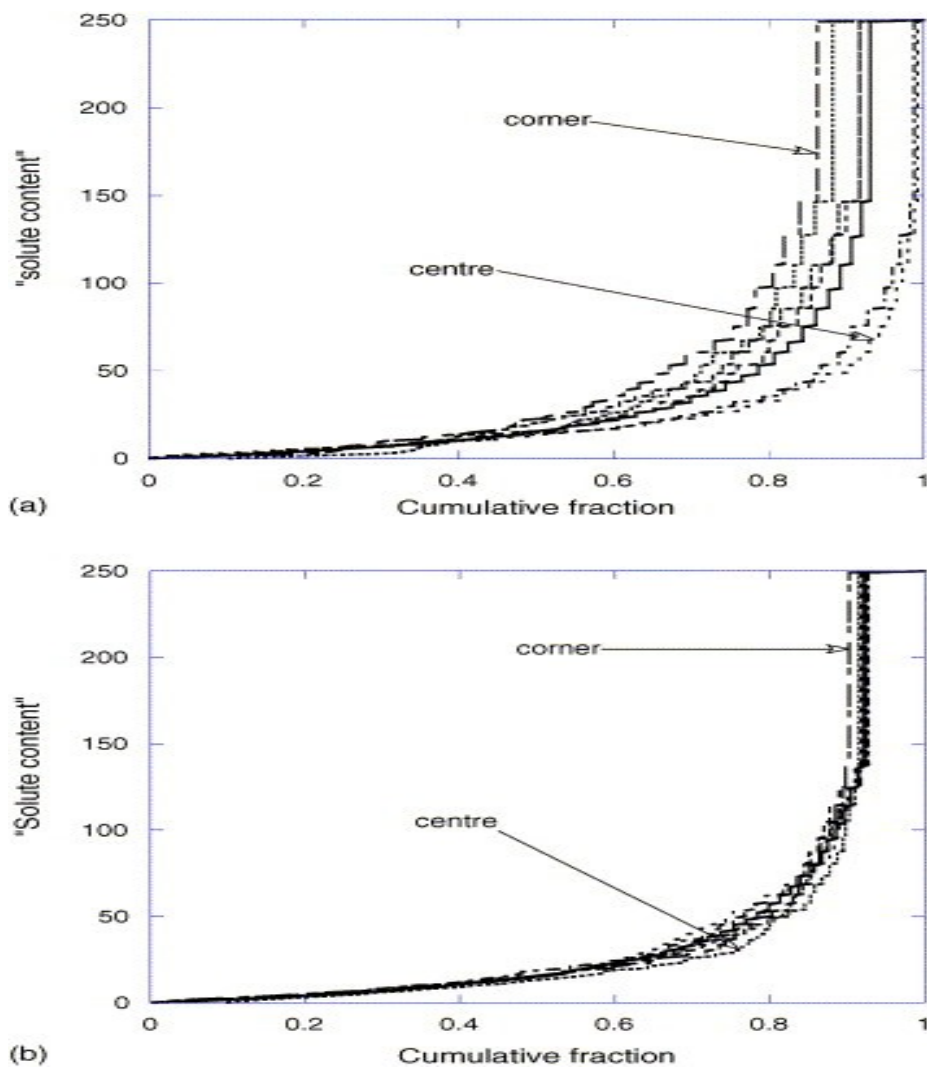 250
200
"solute content"
corner
150
centre
100
50
0
0 0.2 0.4 0.6 0.8 1
(a)
Cumulative fraction
250
200
"Solute content"
corner
150
100
centre
50
0
0 0.2 0.4 0.6 0.8 1
(b)
Cumulative fraction